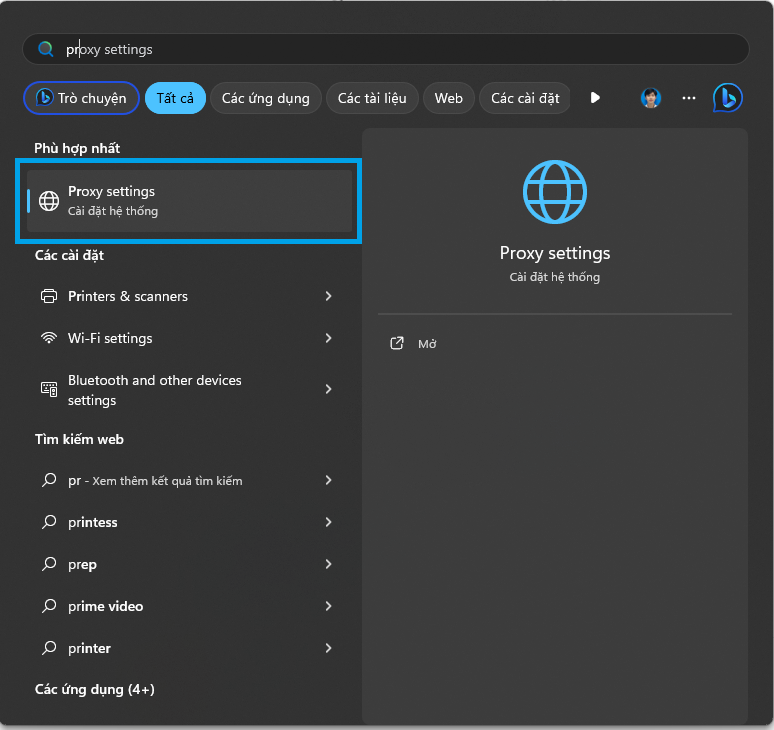 proxy settings
Trò chuyện
Tất cả
Các ứng dụng
Các tài liệu
Web
Các cài đặt
Phù hợp nhất
Proxy settings
Cài đặt hệ thống
Các cài đặt
Printers & scanners
Wi-Fi settings
Bluetooth and other devices
settings
Tìm kiếm web
pr - Xem thêm kết quả tìm kiếm
printess
prep
prime video
printer
Các ứng dụng (4+)
Proxy settings
Cài đặt hệ thống
Mở